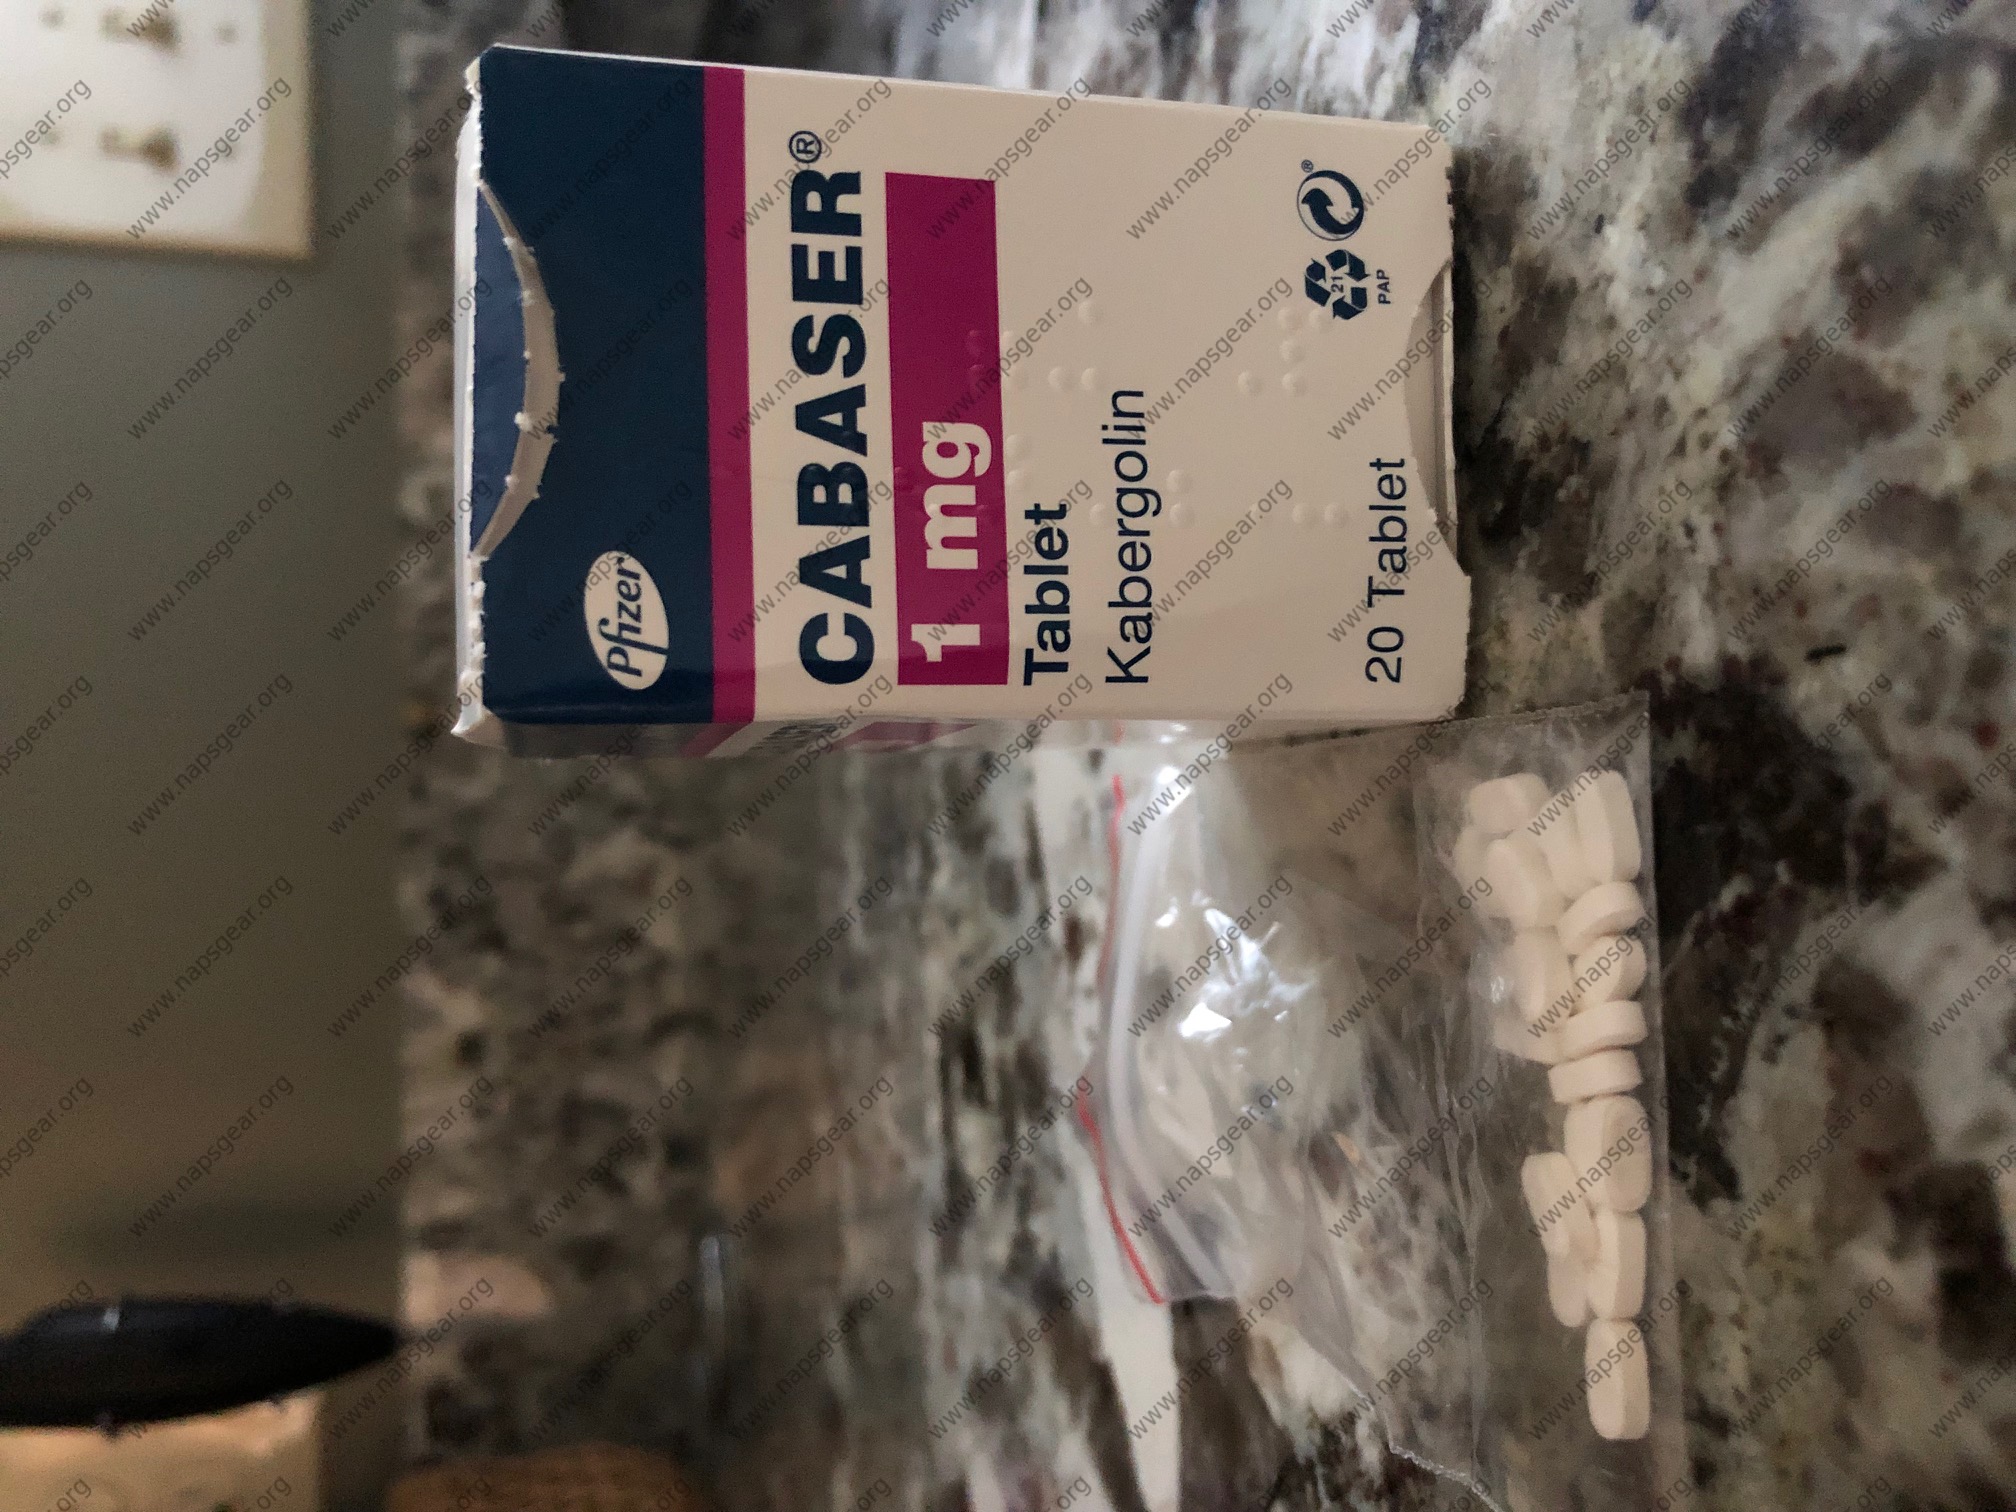 Pfizer
CABASER®
1 mg
Tablet
Kabergolin
20 Tablet
21
PAP
www.napsgear.org